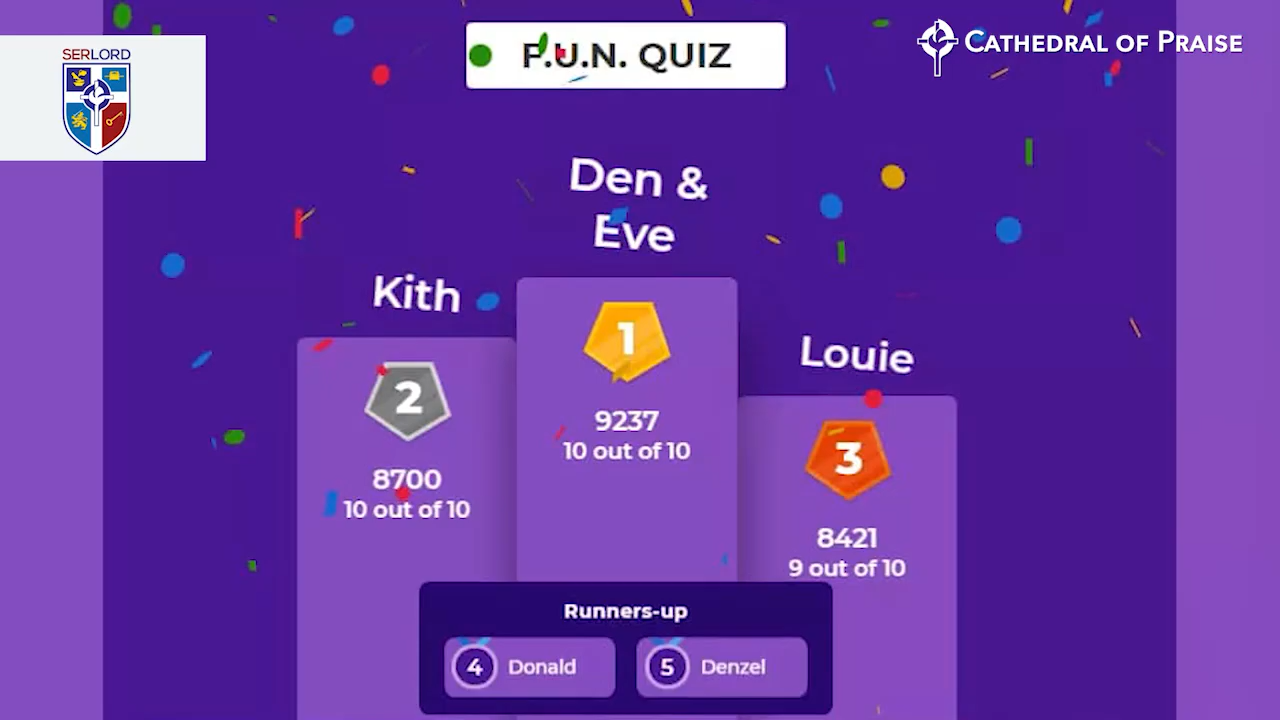 SERLORD
F.U.N. QUIZ
CATHEDRAL OF PRAISE
Den &
Eve
Kith
Louie
1
9237
10 out of 10
2
8700
10 out of 10
3
8421
9 out of 10
Runners-up
4 Donald
5 Denzel